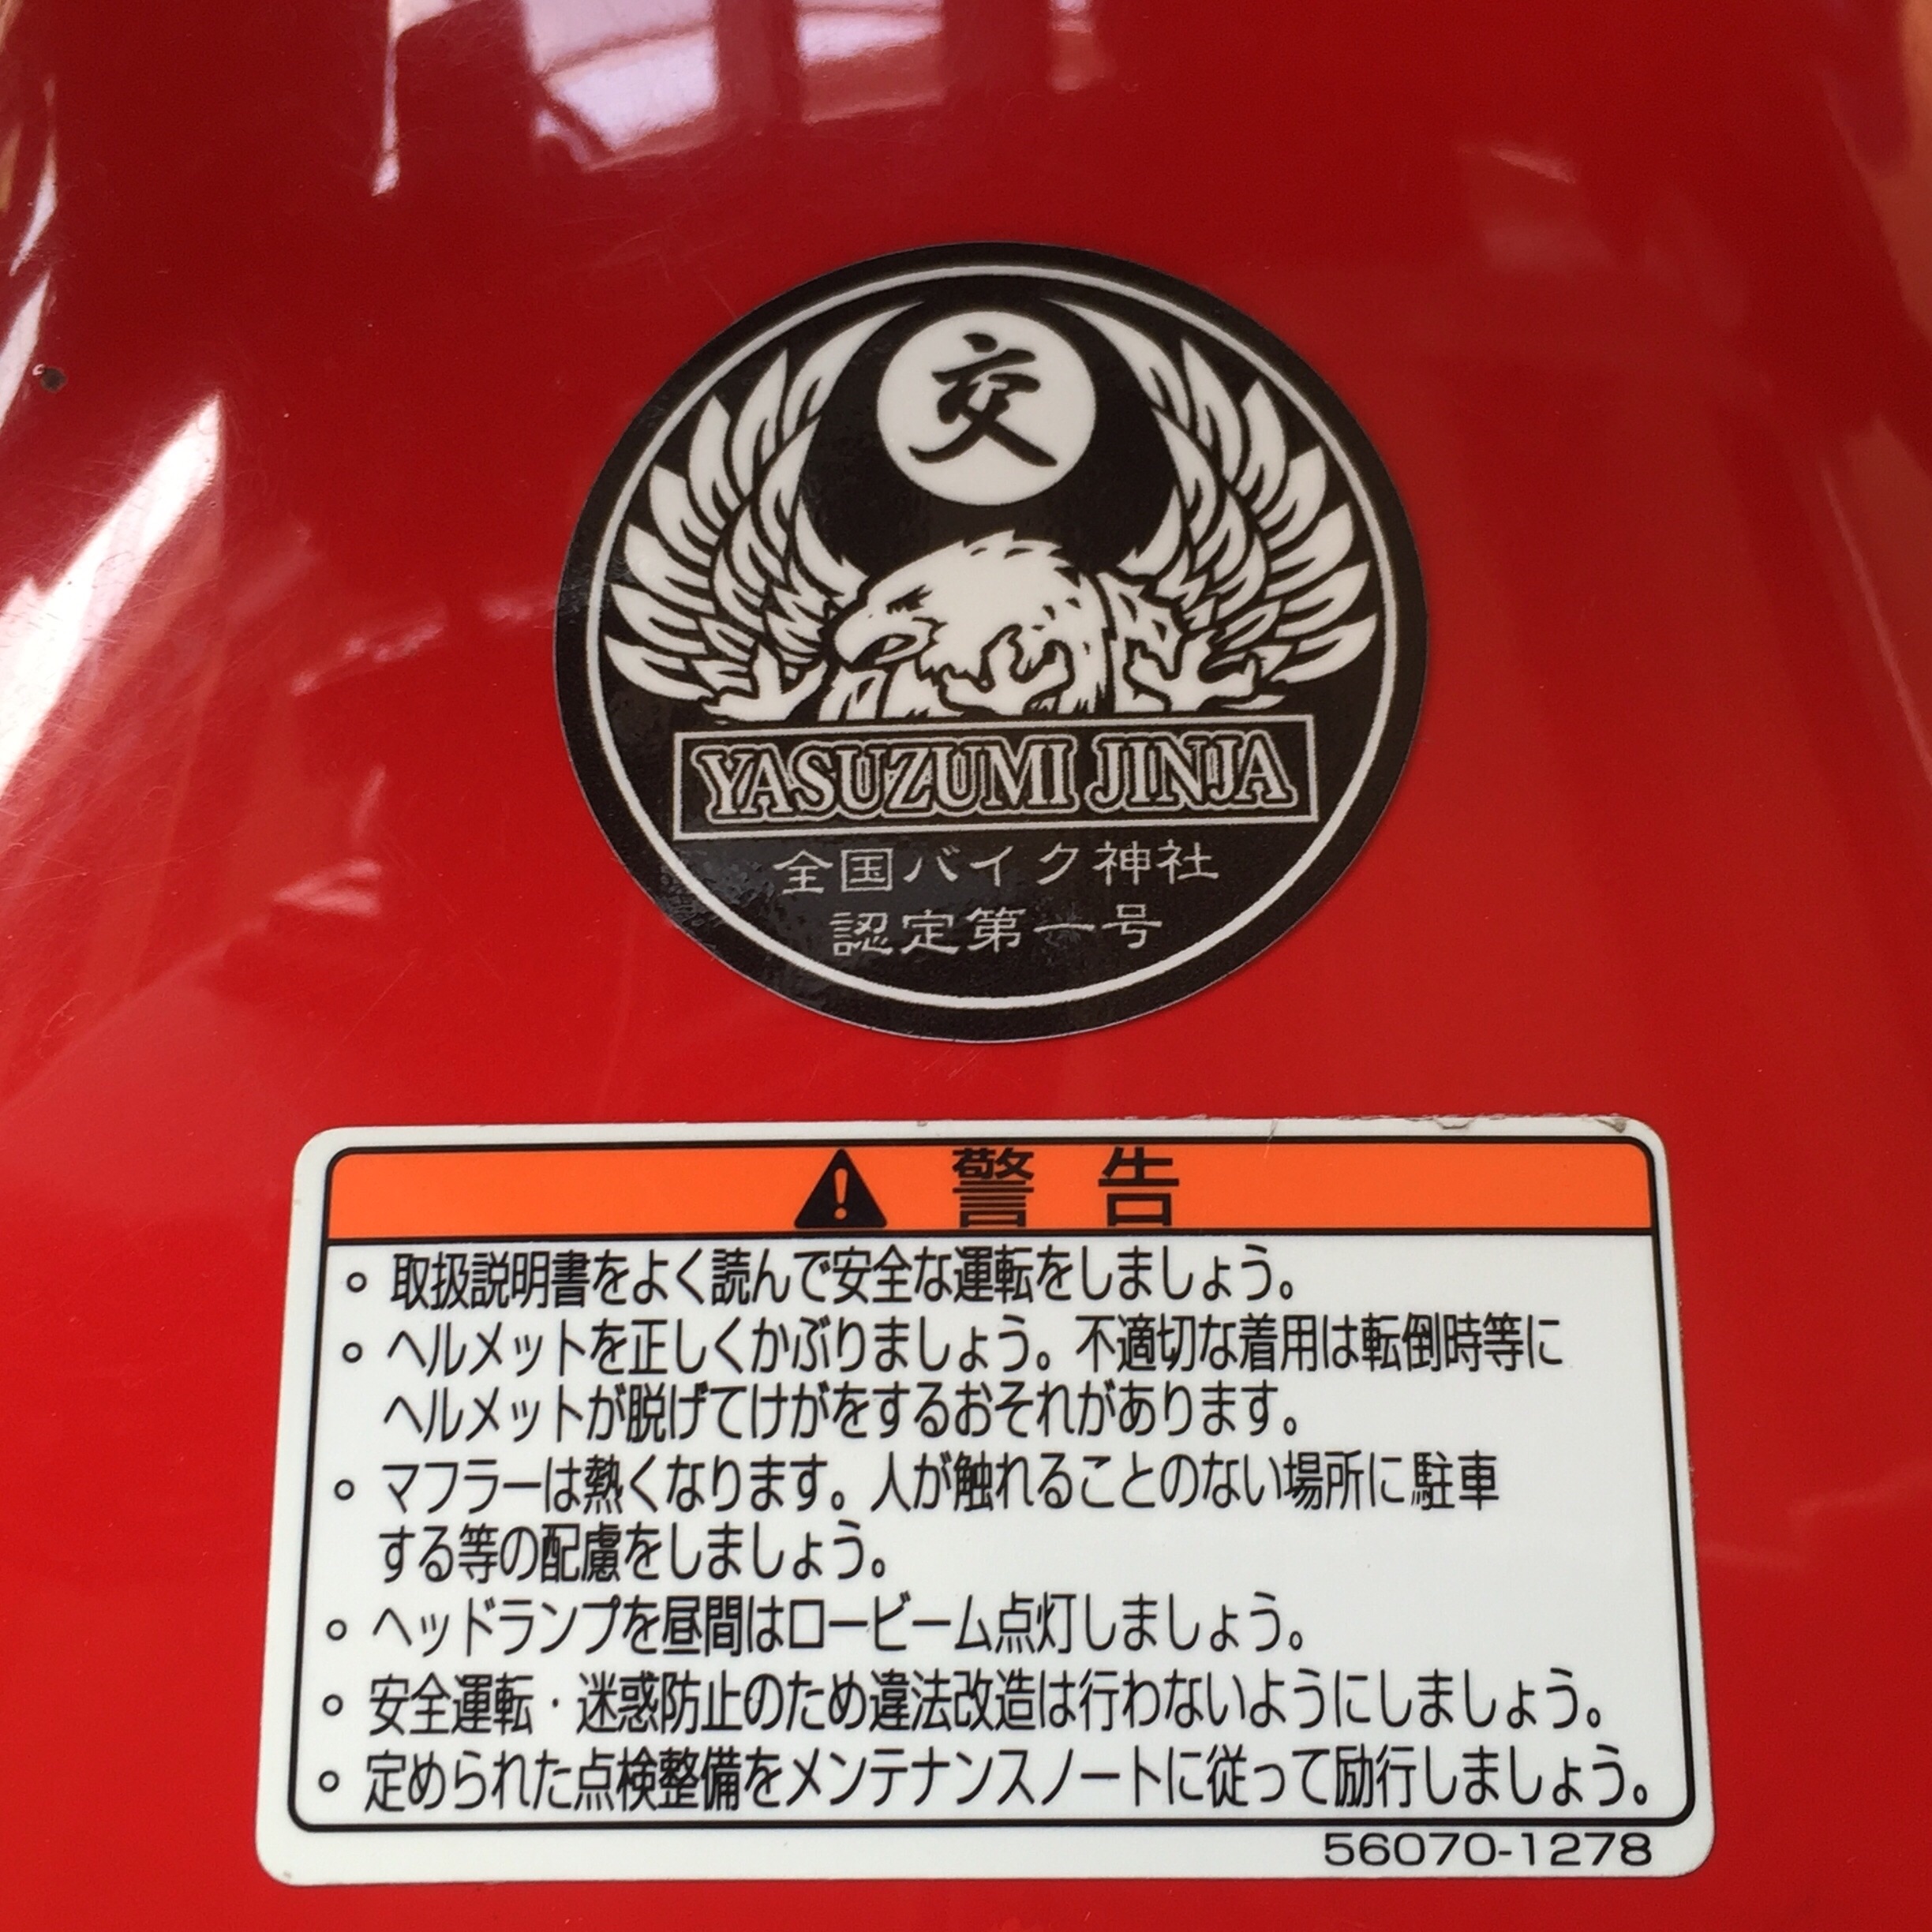 交
YASUZUMI JINJA
全国バイク神社
認定第一号
警告
取扱説明書をよく読んで安全な運転をしましょう。
ヘルメットを正しくかぶりましょう。不適切な着用は転倒時等に
ヘルメットが脱げてけがをするおそれがあります。
マフラーは熱くなります。人が触れることのない場所に駐車
する等の配慮をしましょう。
ヘッドランプを昼間はロービーム点灯しましょう。
安全運転・迷惑防止のため違法改造は行わないようにしましょう。
定められた点検整備をメンテナンスノートに従って励行しましょう。
56070-1278